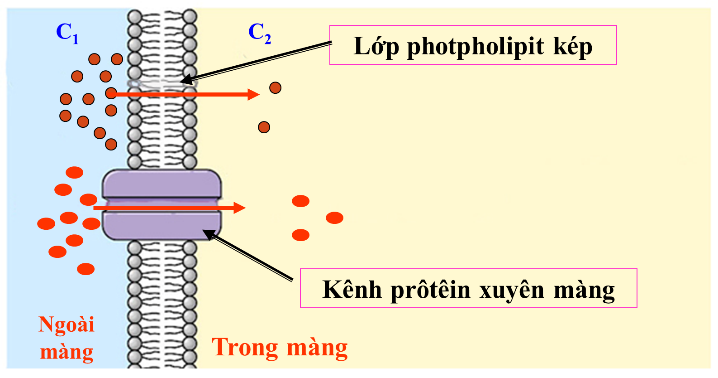 C₁
C₂
Lớp photpholipit kép
Kênh prôtêin xuyên màng
Ngoài
màng
Trong màng